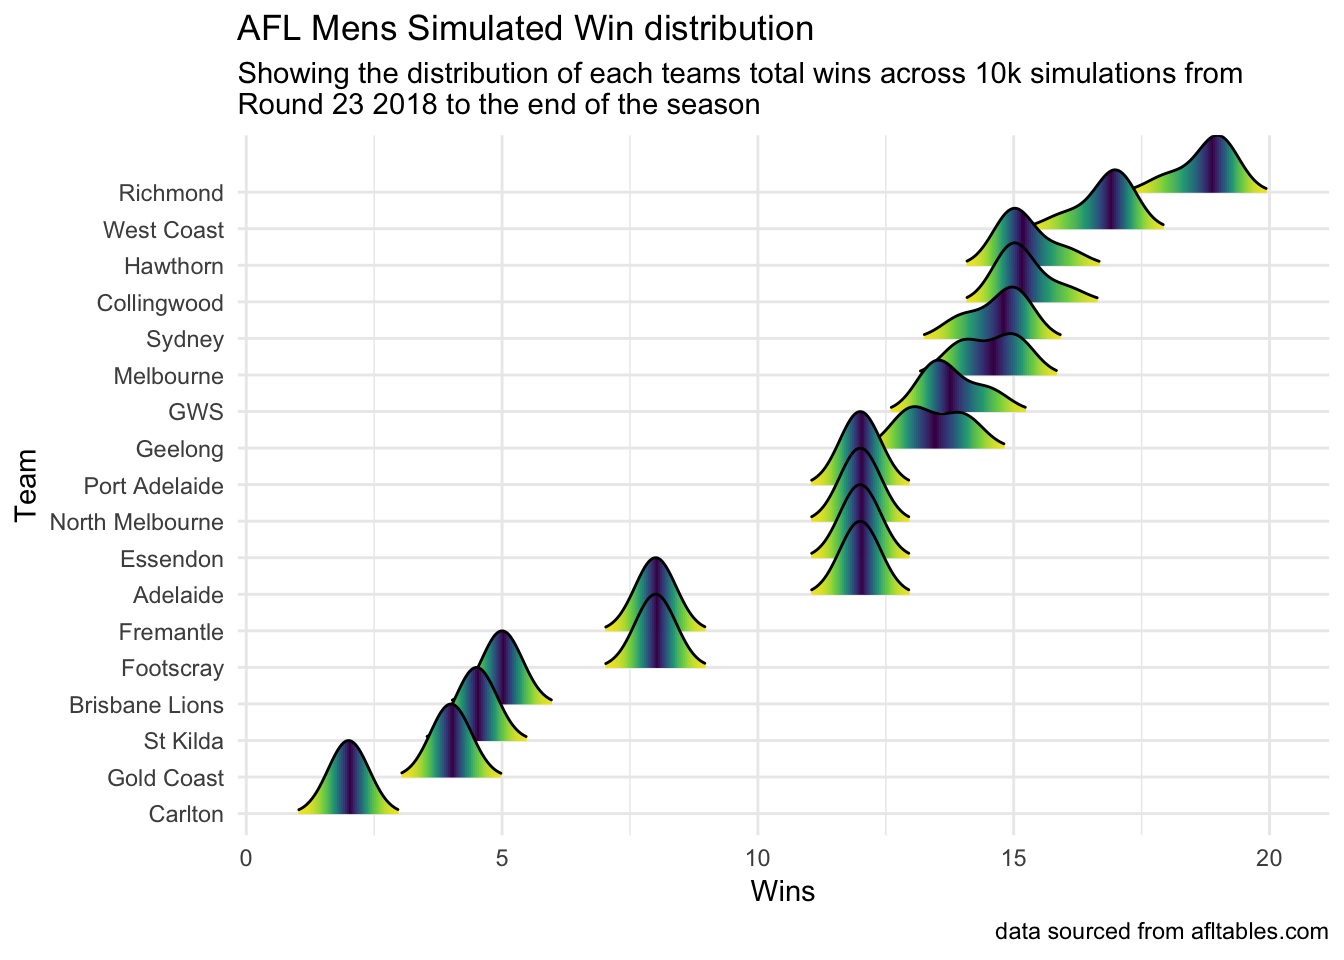 AFL Mens Simulated Win distribution
Showing the distribution of each teams total wins across 10k simulations from
Round 23 2018 to the end of the season
Team
Richmond
West Coast
Hawthorn
Collingwood
Sydney
Melbourne
GWS
Geelong
Port Adelaide
North Melbourne
Essendon
Adelaide
Fremantle
Footscray
Brisbane Lions
St Kilda
Gold Coast
Carlton
0 5 10 15 20
Wins
data sourced from afltables.com